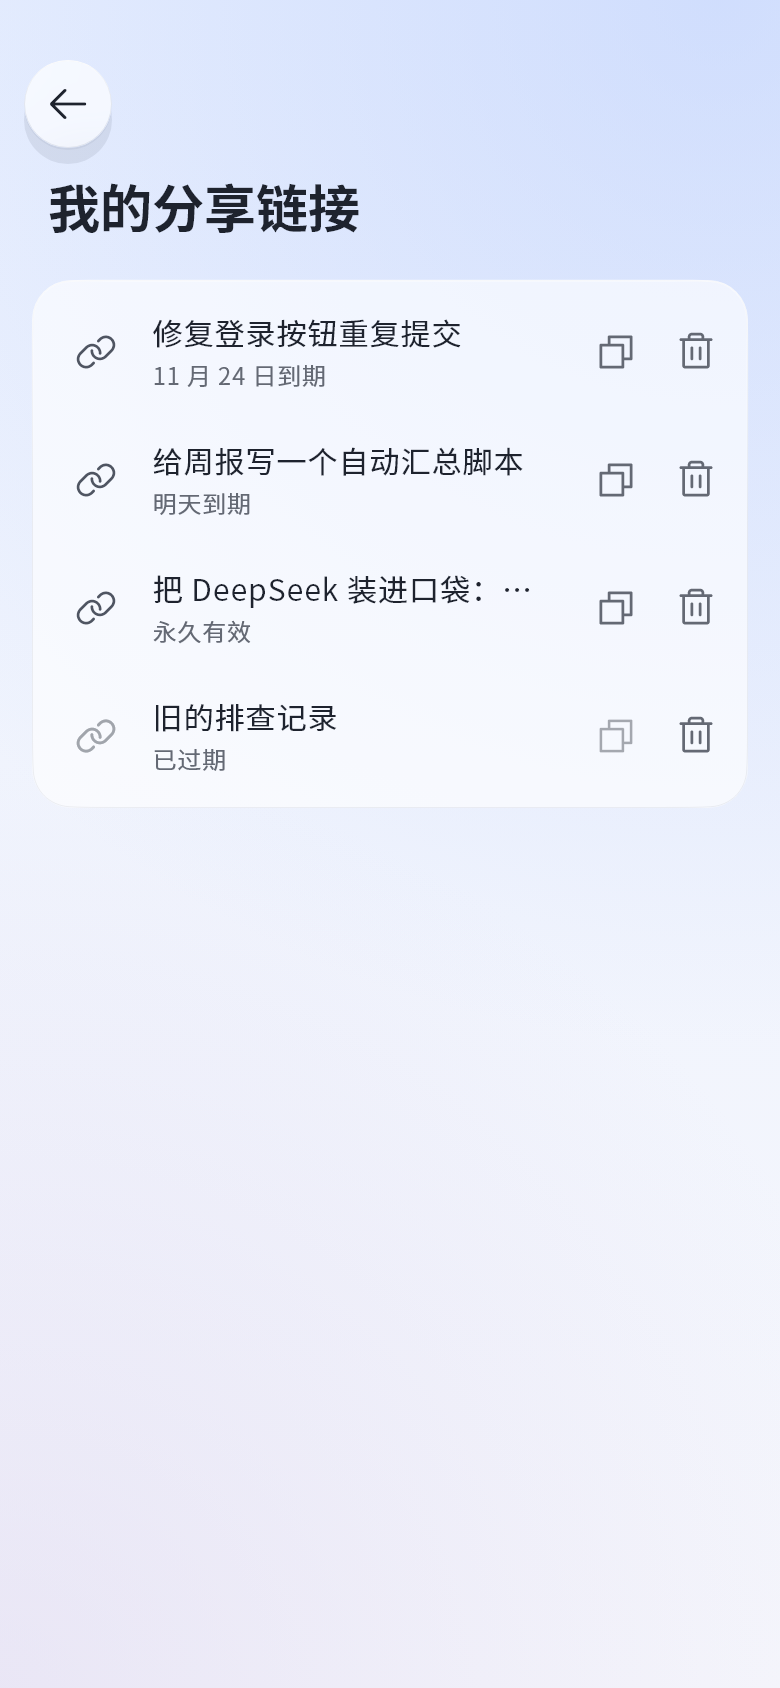 我的分享链接
修复登录按钮重复提交
11 月 24 日到期
给周报写一个自动汇总脚本
明天到期
把 DeepSeek 装进口袋：…
永久有效
旧的排查记录
已过期